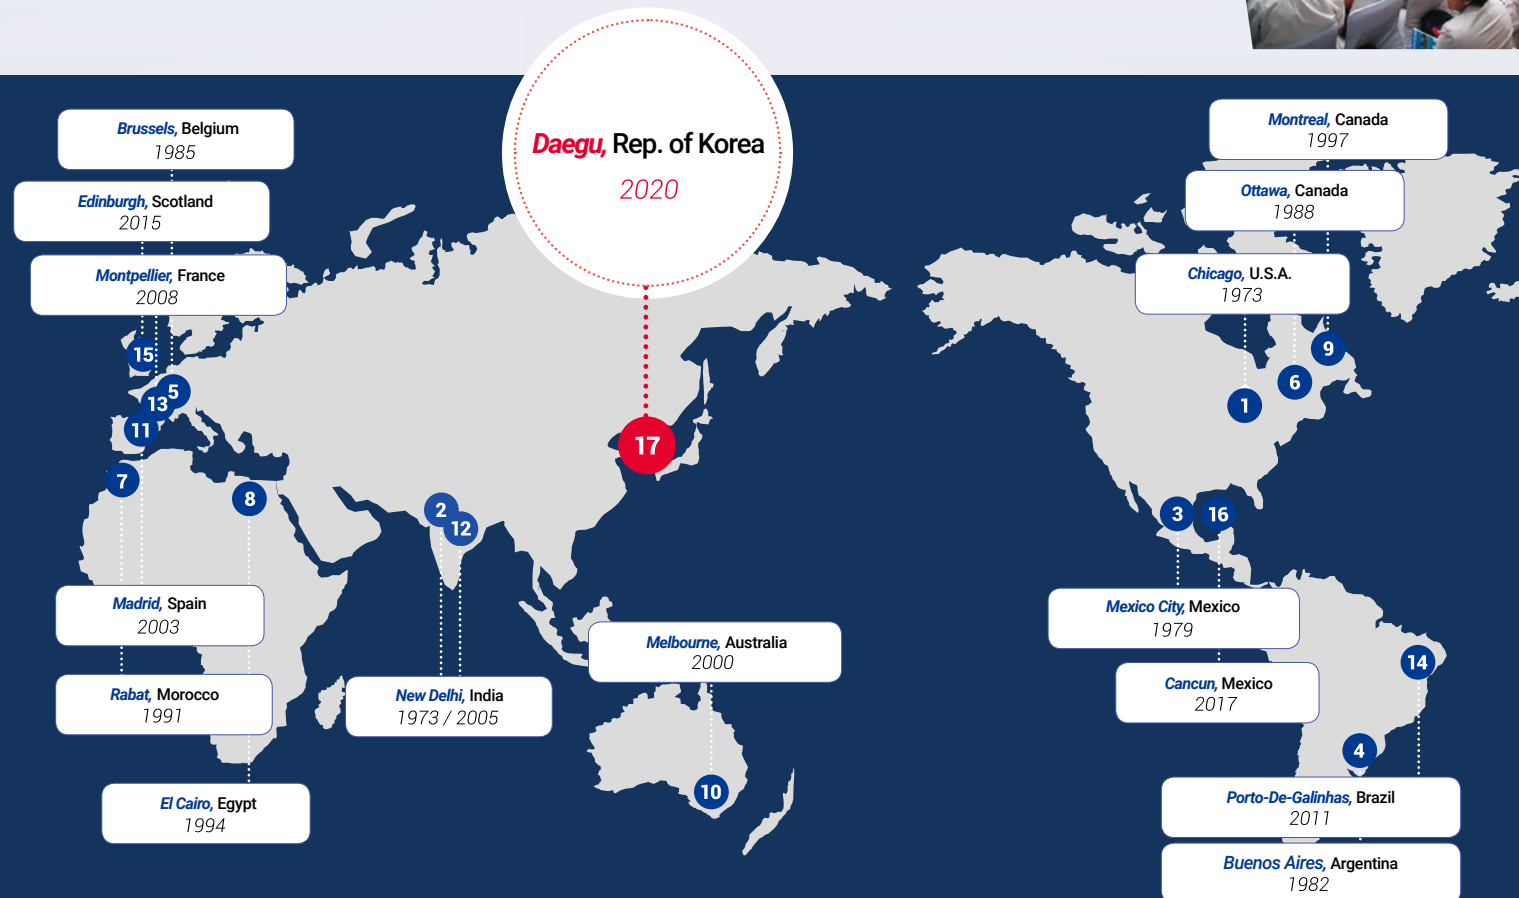 Daegu, Rep. of Korea
2020
Brussels, Belgium
1985
Edinburgh, Scotland
2015
Montpellier, France
2008
Montreal, Canada
1997
Ottawa, Canada
1988
Chicago, U.S.A.
1973
15
5
13
11
7
8
2
12
17
9
6
1
3
16
14
4
10
Madrid, Spain
2003
Rabat, Morocco
1991
El Cairo, Egypt
1994
New Delhi, India
1973 / 2005
Melbourne, Australia
2000
Mexico City, Mexico
1979
Cancun, Mexico
2017
Porto-De-Galinhas, Brazil
2011
Buenos Aires, Argentina
1982